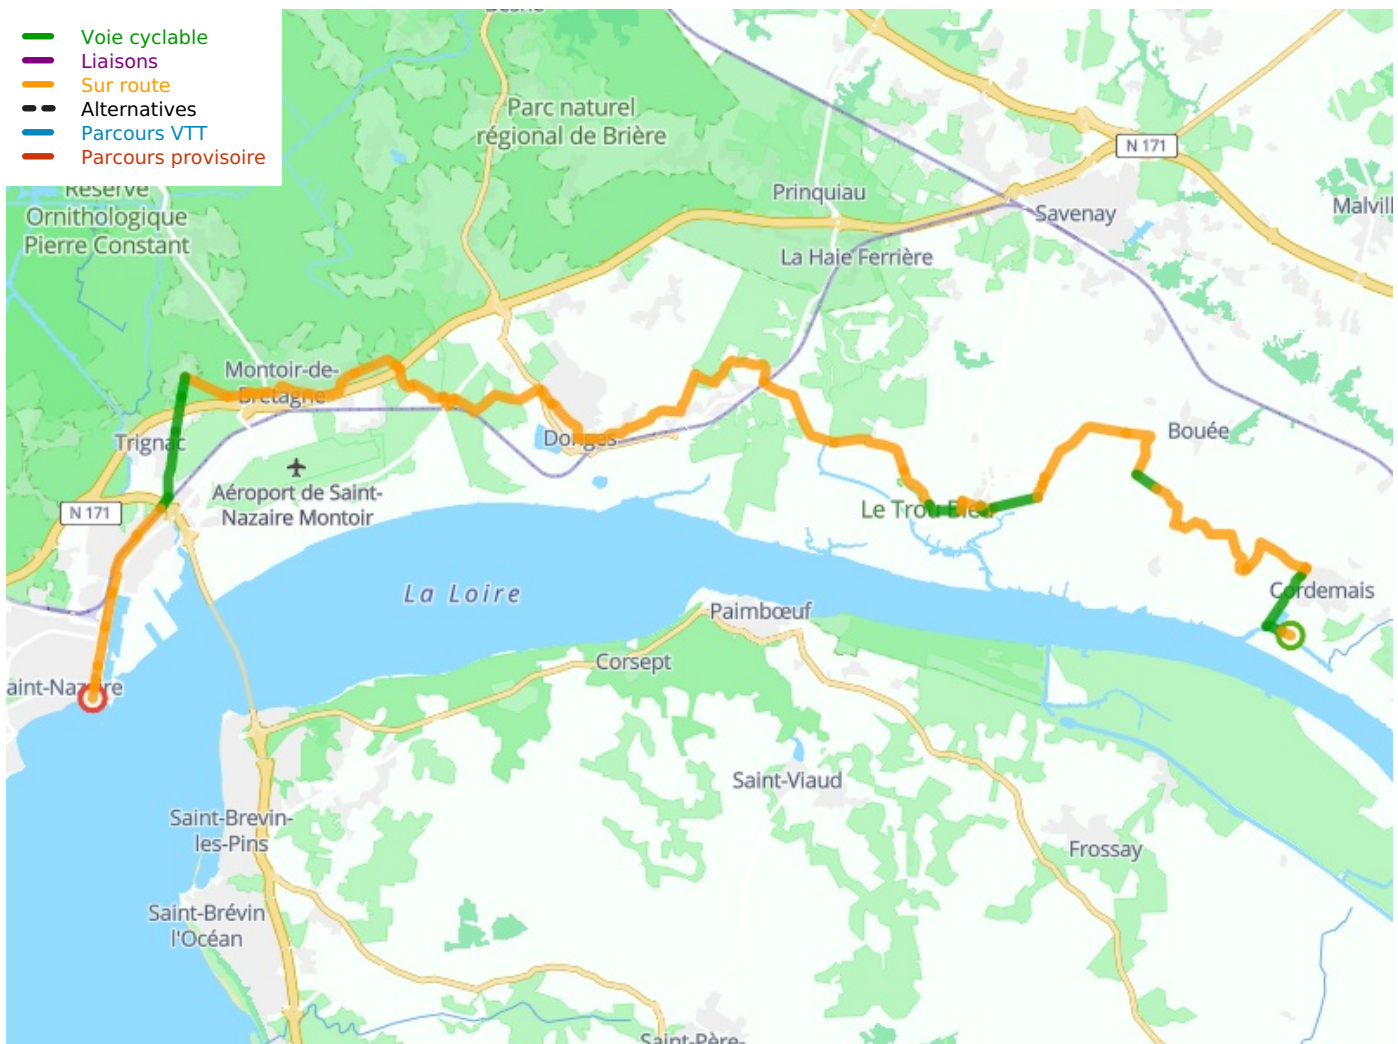 Voie cyclable
Liaisons
Sur route
Alternatives
Parcours VTT
Parcours provisoire
Parc naturel
régional de Brière
N 171
Réserve
Ornithologique
Pierre Constant
Prinquiau
Savenay
Malvill
La Haie Ferrière
Montoir-de-
Bretagne
Trignac
Donges
Bouée
Aéroport de Saint-
Nazaire Montoir
N 171
Le Trou Bleu
La Loire
Cordemais
Paimbœuf
Corsept
aint-Nazaire
Saint-Viaud
Saint-Brevin-
les-Pins
Frossay
Saint-Brévin
l'Océan
Saint-Père-